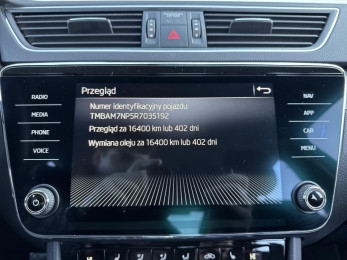 Przegląd
RADIO
MEDIA
PHONE
VOICE
Numer identyfikacyjny pojazdu:
TMBAM7NP5R7035192
Przegląd za 16400 km lub 402 dni
Wymiana oleju za 16400 km lub 402 dni
NAV
APP
CAR
MENU